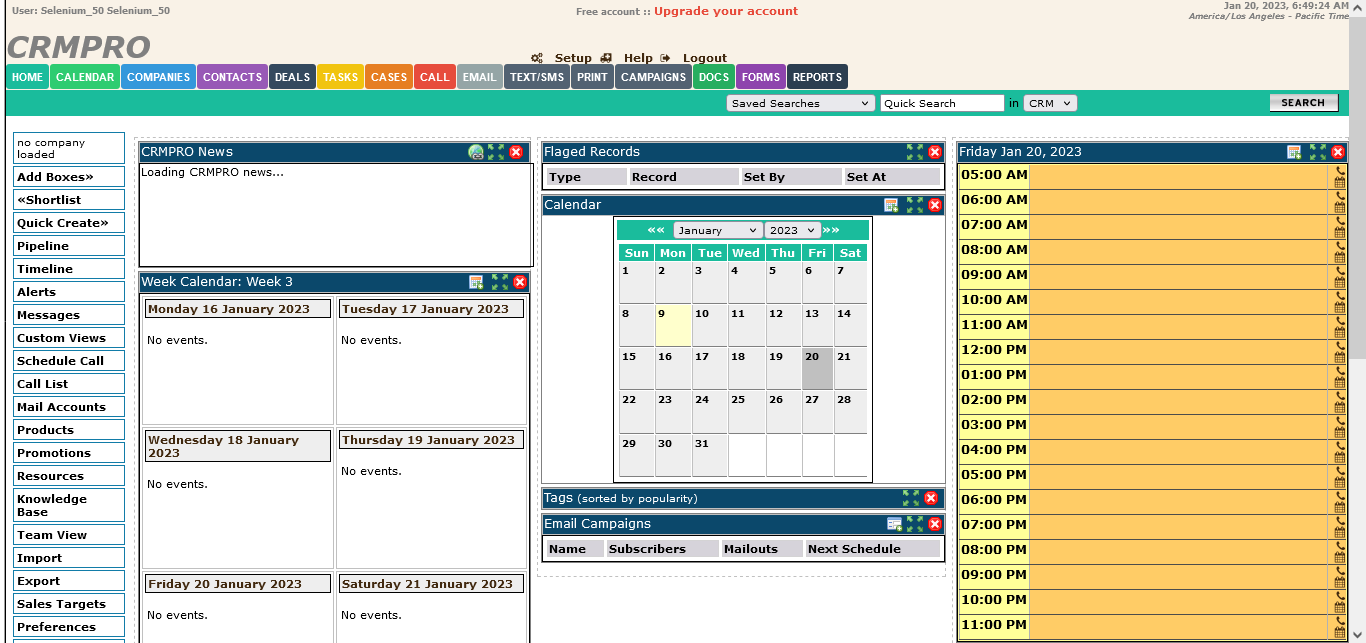 User: Selenium_50 Selenium_50
Free account :: Upgrade your account
Jan 20, 2023, 6:49:24 AM
America/Los Angeles - Pacific Time
CRMPRO
Setup Help Logout
HOME CALENDAR COMPANIES CONTACTS DEALS TASKS CASES CALL EMAIL TEXT/SMS PRINT CAMPAIGNS DOCS FORMS REPORTS
Saved Searches Quick Search in CRM SEARCH
no company
loaded
Add Boxes»
«Shortlist
Quick Create»
Pipeline
Timeline
Alerts
Messages
Custom Views
Schedule Call
Call List
Mail Accounts
Products
Promotions
Resources
Knowledge
Base
Team View
Import
Export
Sales Targets
Preferences
CRMPRO News
Loading CRMPRO news...
Week Calendar: Week 3
Monday 16 January 2023 Tuesday 17 January 2023
No events. No events.
Wednesday 18 January
2023
Thursday 19 January 2023
No events.
No events.
Friday 20 January 2023 Saturday 21 January 2023
No events. No events.
Flaged Records
Type Record Set By Set At
Calendar
«« January 2023 »»
Sun Mon Tue Wed Thu Fri Sat
1 2 3 4 5 6 7
8 9 10 11 12 13 14
15 16 17 18 19 20 21
22 23 24 25 26 27 28
29 30 31
Tags (sorted by popularity)
Email Campaigns
Name Subscribers Mailouts Next Schedule
Friday Jan 20, 2023
05:00 AM
06:00 AM
07:00 AM
08:00 AM
09:00 AM
10:00 AM
11:00 AM
12:00 PM
01:00 PM
02:00 PM
03:00 PM
04:00 PM
05:00 PM
06:00 PM
07:00 PM
08:00 PM
09:00 PM
10:00 PM
11:00 PM